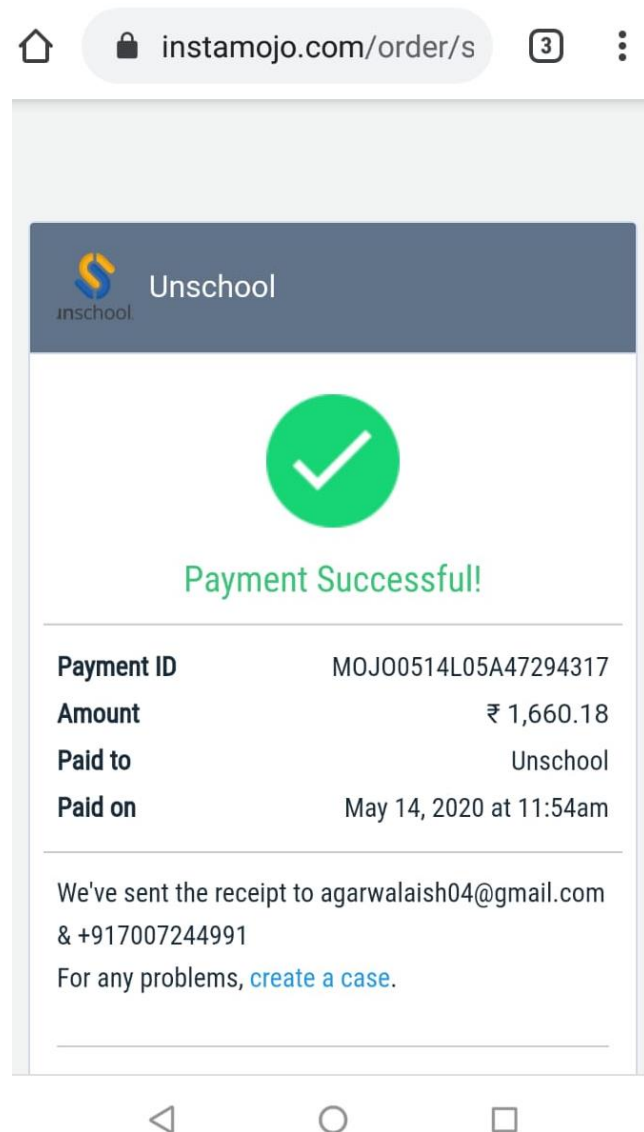 instamojo.com/order/s 3
unschool
Unschool
Payment Successful!
Payment ID MOJO0514L05A47294317
Amount ₹ 1,660.18
Paid to Unschool
Paid on May 14, 2020 at 11:54am
We've sent the receipt to agarwalaish04@gmail.com
& +917007244991
For any problems, create a case.